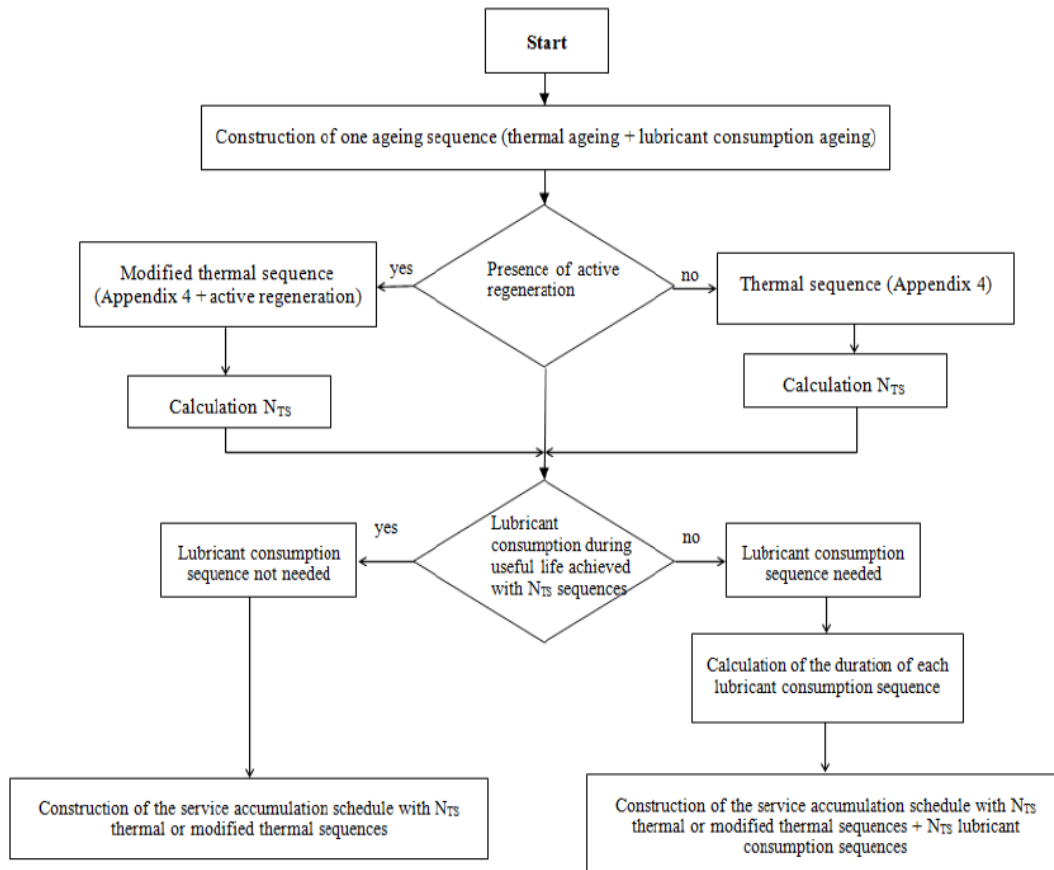 Start
Construction of one ageing sequence (thermal ageing + lubricant consumption ageing)
Modified thermal sequence
(Appendix 4 + active regeneration)
yes
Presence of active
regeneration
no
Thermal sequence (Appendix 4)
Calculation NTS
Calculation NTS
Lubricant consumption
sequence not needed
yes
Lubricant
consumption during
useful life achieved
with NTS sequences
no
Lubricant consumption
sequence needed
Calculation of the duration of each
lubricant consumption sequence
Construction of the service accumulation schedule with NTS
thermal or modified thermal sequences
Construction of the service accumulation schedule with NTS
thermal or modified thermal sequences + NTS lubricant
consumption sequences